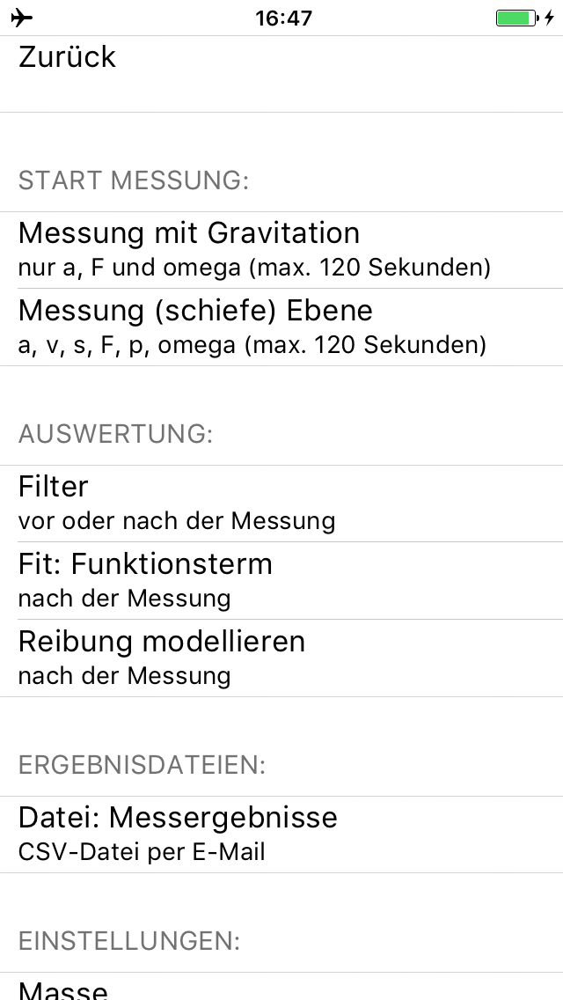 16:47
Zurück
START MESSUNG:
Messung mit Gravitation
nur a, F und omega (max. 120 Sekunden)
Messung (schiefe) Ebene
a, v, s, F, p, omega (max. 120 Sekunden)
AUSWERTUNG:
Filter
vor oder nach der Messung
Fit: Funktionsterm
nach der Messung
Reibung modellieren
nach der Messung
ERGEBNISDATEIEN:
Datei: Messergebnisse
CSV-Datei per E-Mail
EINSTELLUNGEN:
Masse